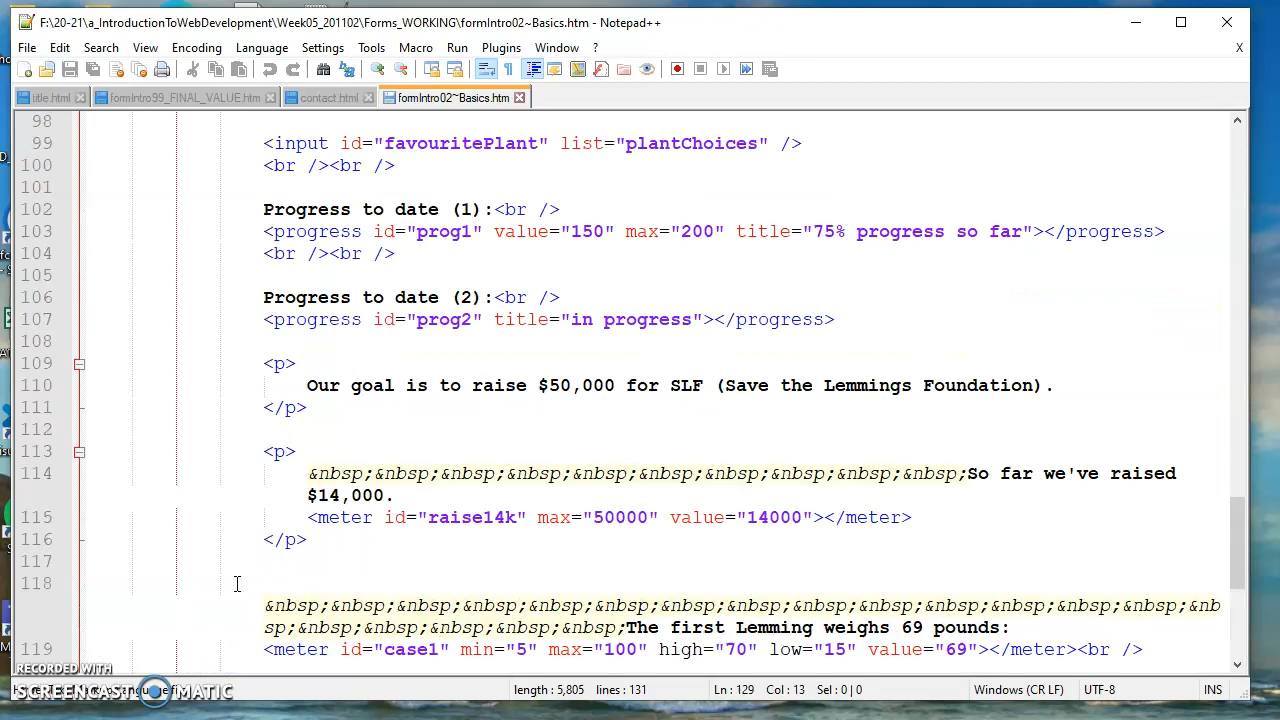 F:\20-21\a_IntroductionToWebDevelopment\Week05_201102\Forms_WORKING\formIntro02~Basics.htm - Notepad++
File Edit Search View Encoding Language Settings Tools Macro Run Plugins Window ? X
title.html formIntro99_FINAL_VALUE.htm contact.html formIntro02~Basics.htm
98
99 <input id="favouritePlant" list="plantChoices" />
100 <br /><br />
101
102 Progress to date (1):<br />
103 <progress id="prog1" value="150" max="200" title="75% progress so far"></progress>
104 <br /><br />
105
106 Progress to date (2):<br />
107 <progress id="prog2" title="in progress"></progress>
108
109 <p>
110 Our goal is to raise $50,000 for SLF (Save the Lemmings Foundation).
111 </p>
112
113 <p>
114 &nbsp;&nbsp;&nbsp;&nbsp;&nbsp;&nbsp;&nbsp;&nbsp;&nbsp;&nbsp;So far we've raised
$14,000.
115 <meter id="raise14k" max="50000" value="14000"></meter>
116 </p>
117
118
&nbsp;&nbsp;&nbsp;&nbsp;&nbsp;&nbsp;&nbsp;&nbsp;&nbsp;&nbsp;&nbsp;&nbsp;&nbsp;&nbsp;&nb
sp;&nbsp;&nbsp;&nbsp;&nbsp;&nbsp;The first Lemming weighs 69 pounds:
119 <meter id="case1" min="5" max="100" high="70" low="15" value="69"></meter><br />
RECORDED WITH
SCREENCAST MATIC
length : 5,805 lines : 131 Ln : 129 Col : 13 Sel : 0 | 0 Windows (CR LF) UTF-8 INS